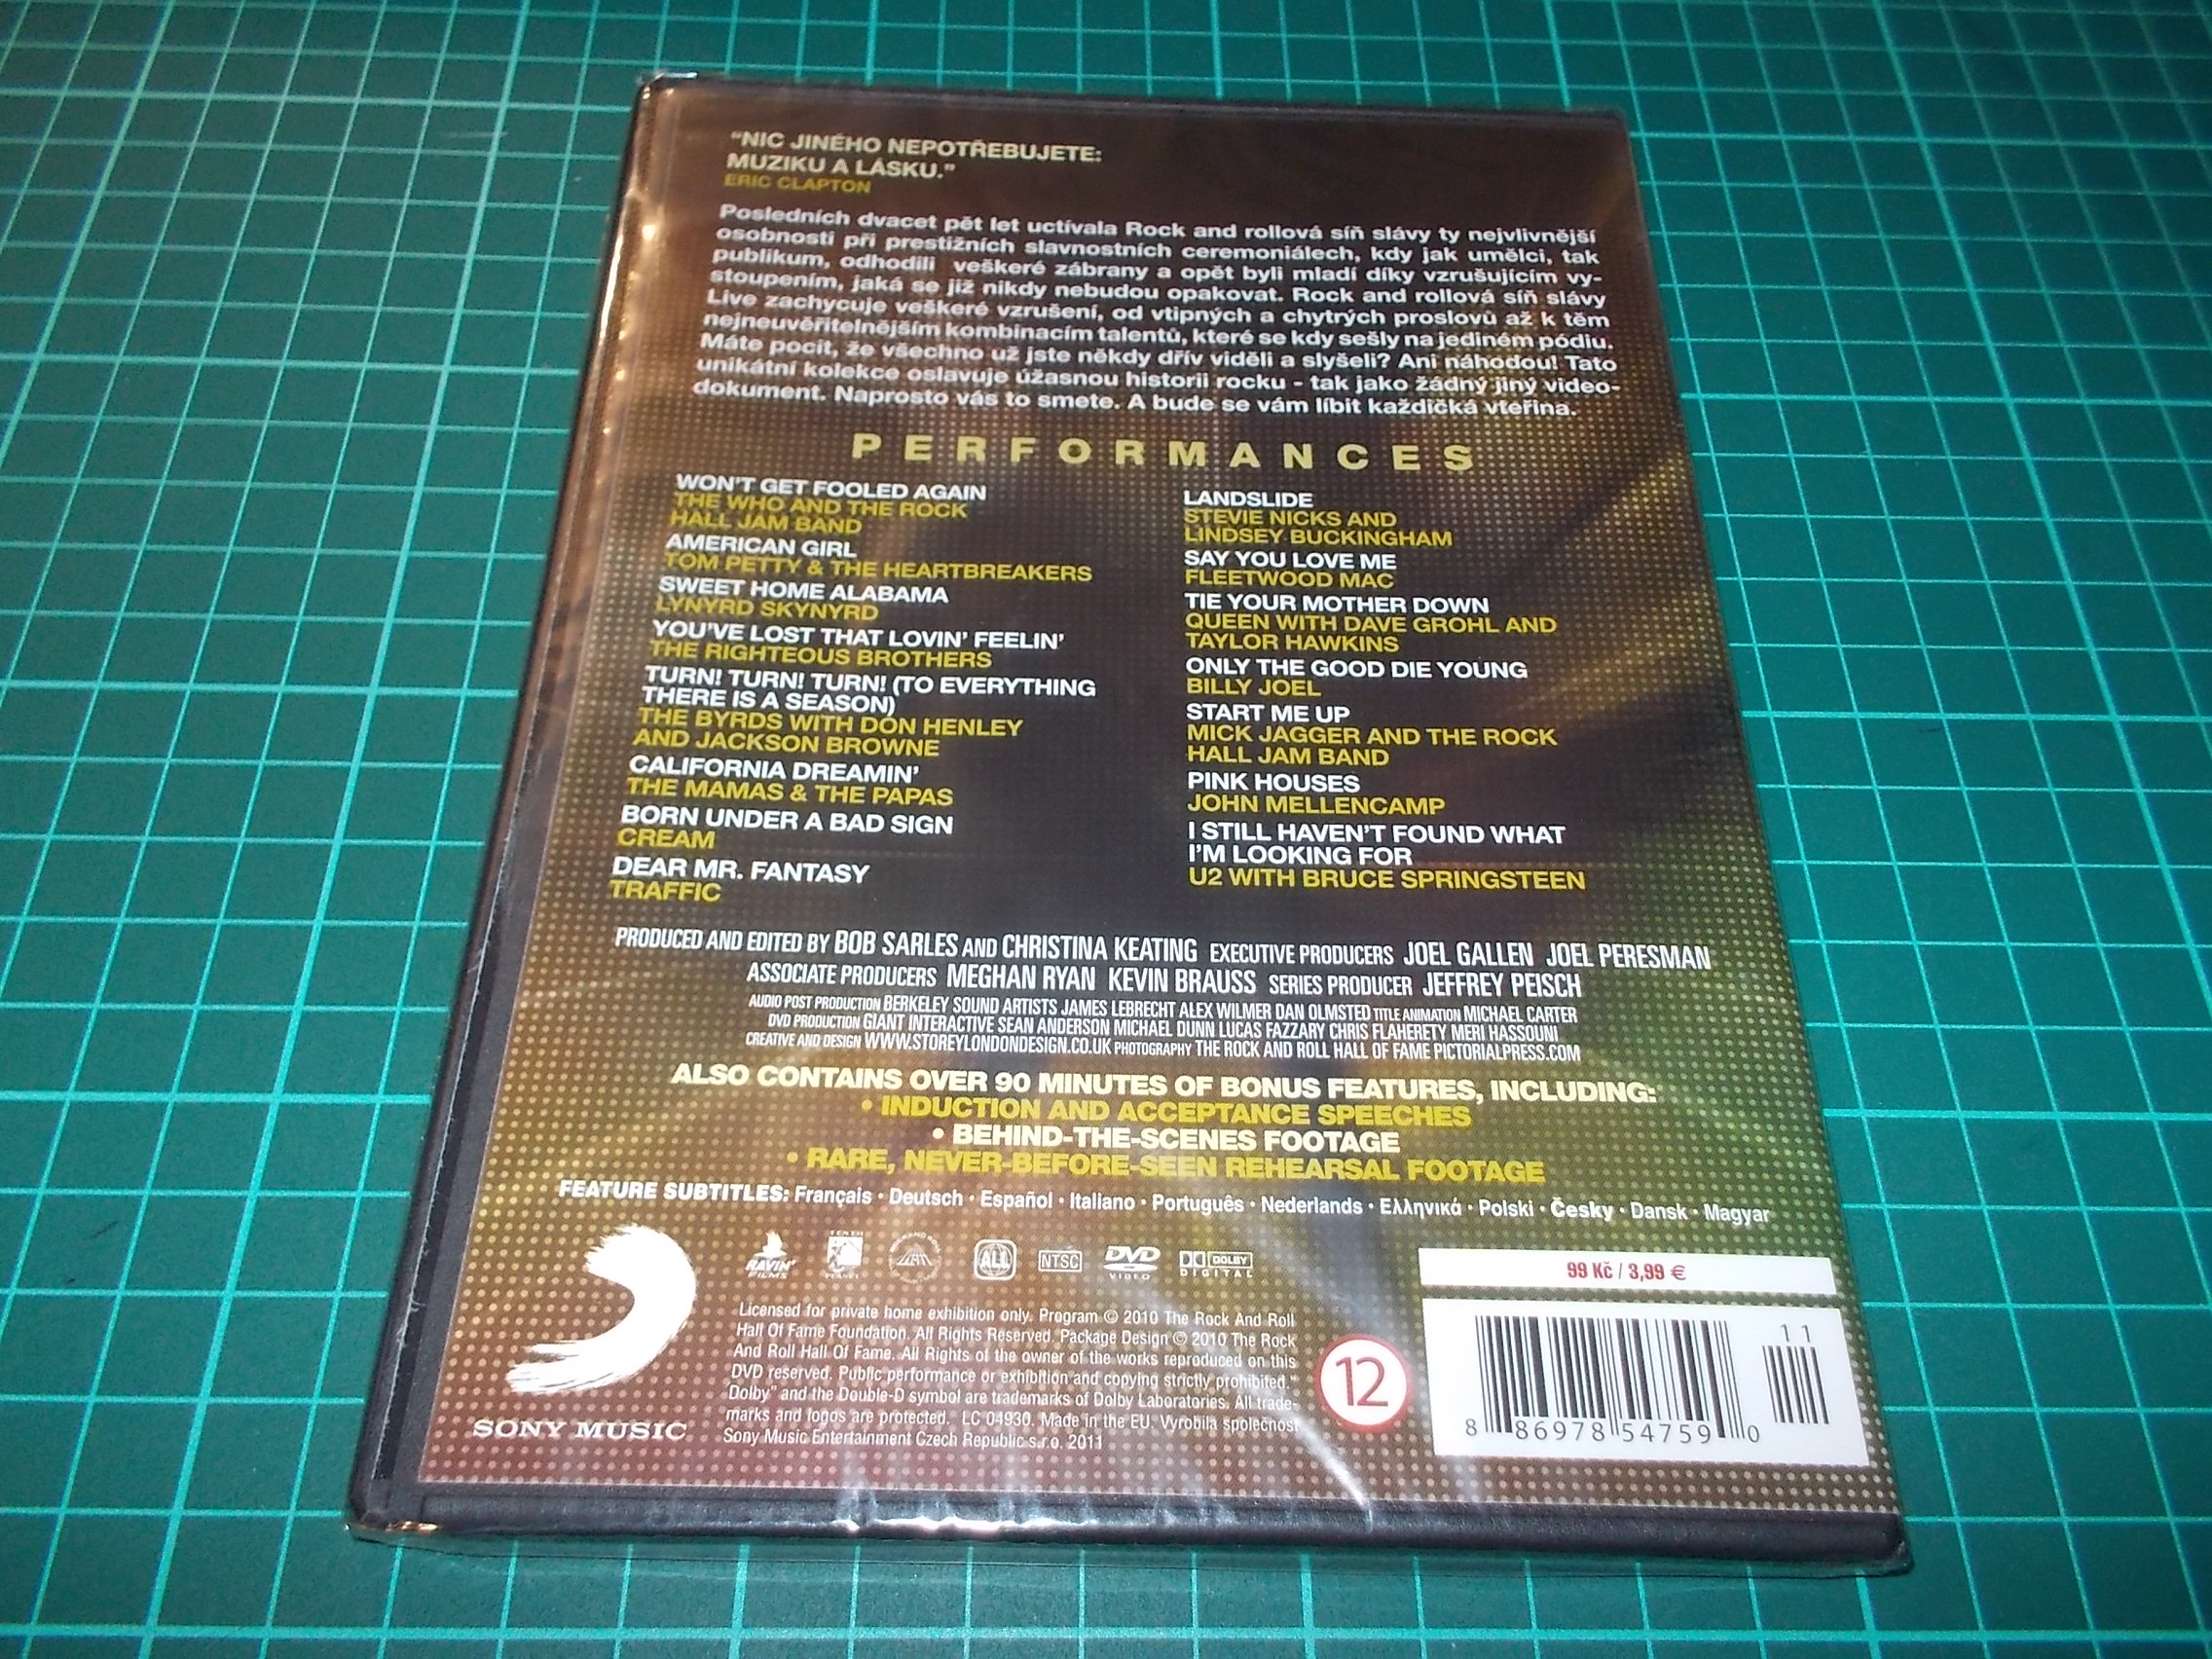 “NIC JINÉHO NEPOTŘEBUJETE:
MUZIKU A LÁSKU.”
ERIC CLAPTON
Posledních dvacet pět let uctívala Rock and rollová síň slávy ty nejvlivnější
osobnosti při prestižních slavnostních ceremoniálech, kdy jak umělci, tak
publikum, odhodili veškeré zábrany a opět byli mladí díky vzrušujícím vy-
stoupením, jaká se již nikdy nebudou opakovat. Rock and rollová síň slávy
Live zachycuje veškeré vzrušení, od vtipných a chytrých proslovů až k těm
nejneuvěřitelnějším kombinacím talentů, které se kdy sešly na jediném pódiu.
Máte pocit, že všechno už jste někdy dřív viděli a slyšeli? Ani náhodou! Tato
unikátní kolekce oslavuje úžasnou historii rocku - tak jako žádný jiný video-
dokument. Naprosto vás to smete. A bude se vám líbit každičká vteřina.
PERFORMANCES
WON'T GET FOOLED AGAIN
THE WHO AND THE ROCK
HALL JAM BAND
AMERICAN GIRL
TOM PETTY & THE HEARTBREAKERS
SWEET HOME ALABAMA
LYNYRD SKYNYRD
YOU'VE LOST THAT LOVIN' FEELIN'
THE RIGHTEOUS BROTHERS
TURN! TURN! TURN! (TO EVERYTHING
THERE IS A SEASON)
THE BYRDS WITH DON HENLEY
AND JACKSON BROWNE
CALIFORNIA DREAMIN'
THE MAMAS & THE PAPAS
BORN UNDER A BAD SIGN
CREAM
DEAR MR. FANTASY
TRAFFIC
LANDSLIDE
STEVIE NICKS AND
LINDSEY BUCKINGHAM
SAY YOU LOVE ME
FLEETWOOD MAC
TIE YOUR MOTHER DOWN
QUEEN WITH DAVE GROHL AND
TAYLOR HAWKINS
ONLY THE GOOD DIE YOUNG
BILLY JOEL
START ME UP
MICK JAGGER AND THE ROCK
HALL JAM BAND
PINK HOUSES
JOHN MELLENCAMP
I STILL HAVEN'T FOUND WHAT
I'M LOOKING FOR
U2 WITH BRUCE SPRINGSTEEN
PRODUCED AND EDITED BY BOB SARLES AND CHRISTINA KEATING EXECUTIVE PRODUCERS JOEL GALLEN JOEL PERESMAN
ASSOCIATE PRODUCERS MEGHAN RYAN KEVIN BRAUSS SERIES PRODUCER JEFFREY PEISCH
AUDIO POST PRODUCTION BERKELEY SOUND ARTISTS JAMES LEBRECHT ALEX WILMER DAN OLMSTED TITLE ANIMATION MICHAEL CARTER
DVD PRODUCTION GIANT INTERACTIVE SEAN ANDERSON MICHAEL DUNN LUCAS FAZZARY CHRIS FLAHERETY MERI HASSOUNI
CREATIVE AND DESIGN WWW.STOREYLONDONDESIGN.CO.UK PHOTOGRAPHY THE ROCK AND ROLL HALL OF FAME PICTORIALPRESS.COM
ALSO CONTAINS OVER 90 MINUTES OF BONUS FEATURES, INCLUDING:
• INDUCTION AND ACCEPTANCE SPEECHES
• BEHIND-THE-SCENES FOOTAGE
• RARE, NEVER-BEFORE-SEEN REHEARSAL FOOTAGE
FEATURE SUBTITLES: Français • Deutsch • Español • Italiano • Português • Nederlands • Ελληνικά • Polski • Česky • Dansk • Magyar
RAVIN' FILMS
TENTH PLANET
ALL
NTSC
DVD VIDEO
DOLBY DIGITAL
99 Kč / 3,99 €
Licensed for private home exhibition only. Program © 2010 The Rock And Roll
Hall Of Fame Foundation. All Rights Reserved. Package Design © 2010 The Rock
And Roll Hall Of Fame. All Rights of the owner of the works reproduced on this
DVD reserved. Public performance or exhibition and copying strictly prohibited."
Dolby" and the Double-D symbol are trademarks of Dolby Laboratories. All trade-
marks and logos are protected. LC 04930. Made in the EU. Vyrobila společnost
Sony Music Entertainment Czech Republic s.r.o. 2011
SONY MUSIC
12
11
8 86978 54759 0